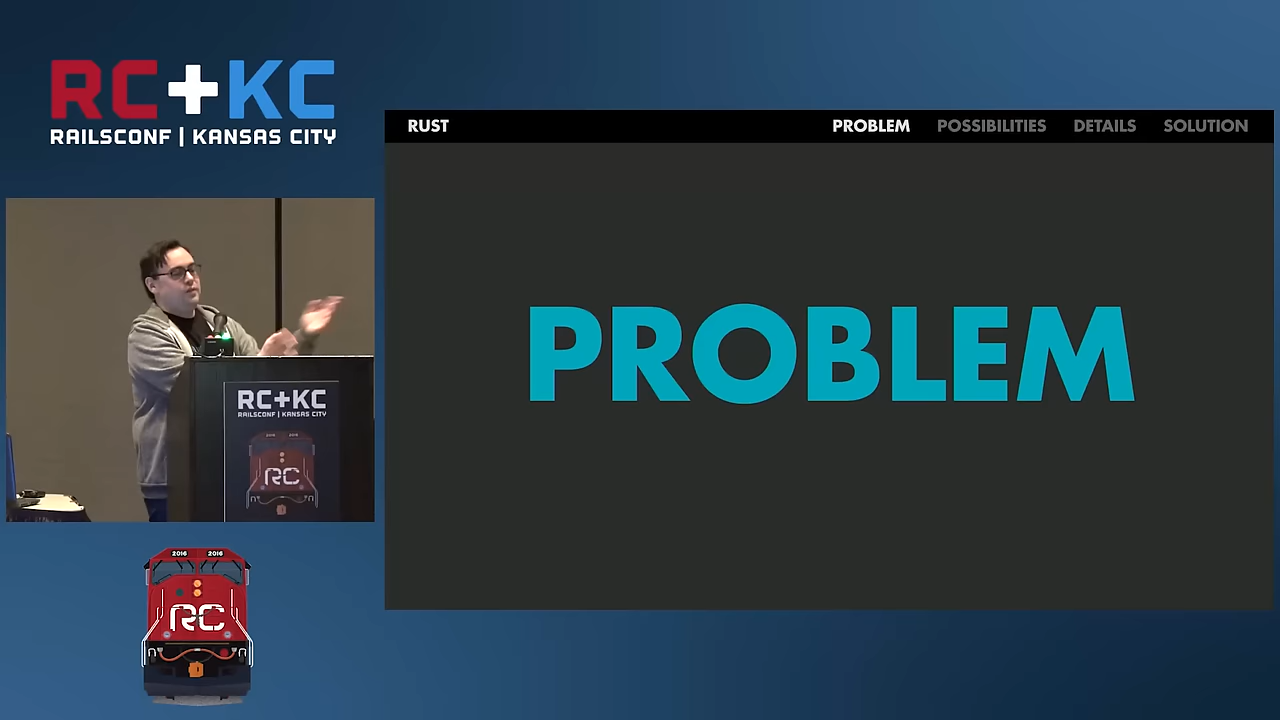 RC+KC
RAILSCONF | KANSAS CITY
RUST
PROBLEM POSSIBILITIES DETAILS SOLUTION
PROBLEM
RC+KC
RAILSCONF | KANSAS CITY
RC
2016 2016
RC